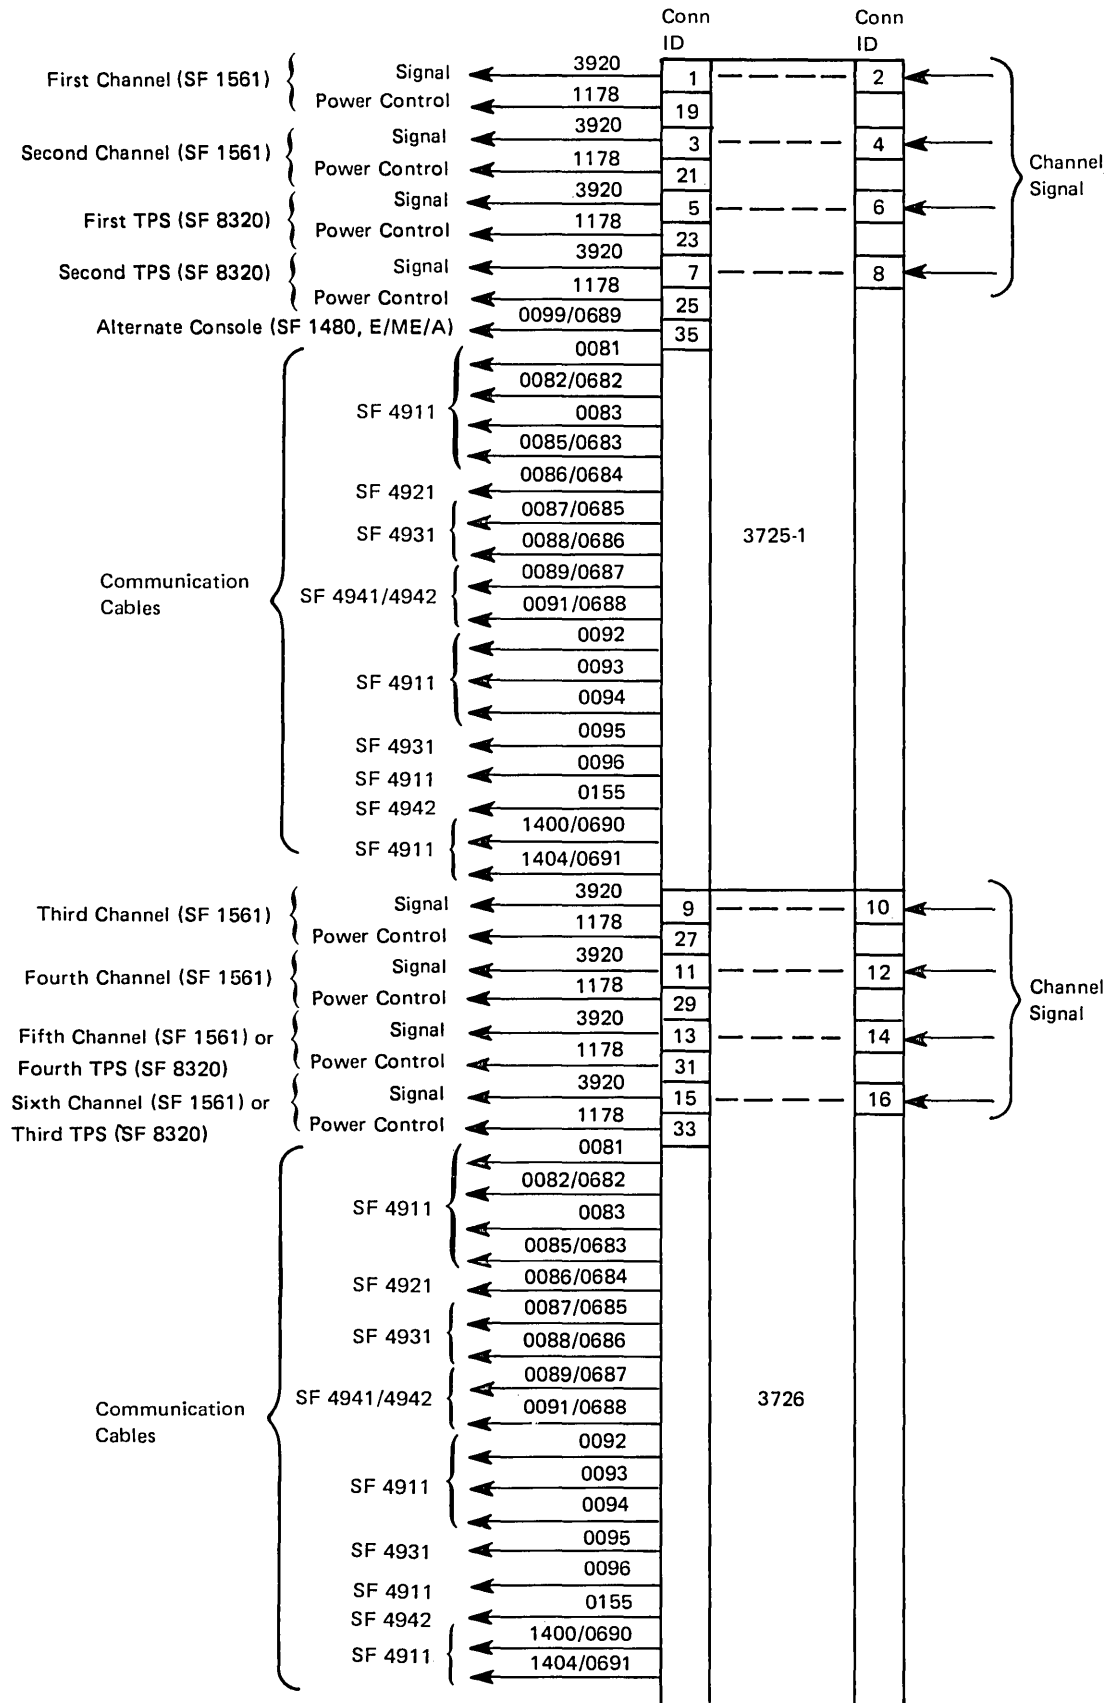 Conn Conn
ID ID
First Channel (SF 1561) Signal 3920 1 2
Power Control 1178 19
Second Channel (SF 1561) Signal 3920 3 4 Channel
Power Control 1178 21 Signal
First TPS (SF 8320) Signal 3920 5 6
Power Control 1178 23
Second TPS (SF 8320) Signal 3920 7 8
Power Control 1178 25
Alternate Console (SF 1480, E/ME/A) 0099/0689 35
0081
0082/0682
SF 4911 0083
0085/0683
SF 4921 0086/0684
0087/0685
SF 4931 0088/0686 3725-1
Communication 0089/0687
Cables SF 4941/4942 0091/0688
0092
SF 4911 0093
0094
SF 4931 0095
SF 4911 0096
SF 4942 0155
1400/0690
SF 4911 1404/0691
Third Channel (SF 1561) Signal 3920 9 10
Power Control 1178 27
Fourth Channel (SF 1561) Signal 3920 11 12 Channel
Power Control 1178 29 Signal
Fifth Channel (SF 1561) or Signal 3920 13 14
Fourth TPS (SF 8320) Power Control 1178 31
Sixth Channel (SF 1561) or Signal 3920 15 16
Third TPS (SF 8320) Power Control 1178 33
0081
0082/0682
SF 4911 0083
0085/0683
SF 4921 0086/0684
0087/0685
SF 4931 0088/0686
0089/0687
SF 4941/4942 3726
Communication 0091/0688
Cables 0092
SF 4911 0093
0094
SF 4931 0095
SF 4911 0096
SF 4942 0155
1400/0690
SF 4911 1404/0691